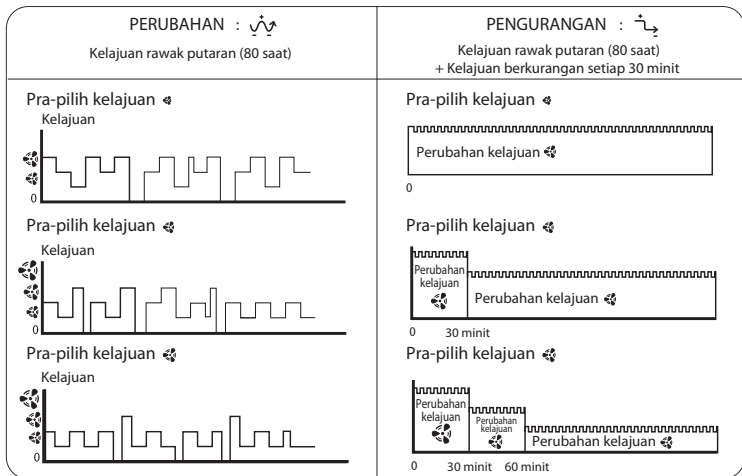 PERUBAHAN :
Kelajuan rawak putaran (80 saat)
Pra-pilih kelajuan
Kelajuan
0
Pra-pilih kelajuan
Kelajuan
0
Pra-pilih kelajuan
Kelajuan
0
PENGURANGAN :
Kelajuan rawak putaran (80 saat)
+ Kelajuan berkurangan setiap 30 minit
Pra-pilih kelajuan
Perubahan kelajuan
0
Pra-pilih kelajuan
Perubahan
kelajuan
Perubahan kelajuan
0 30 minit
Pra-pilih kelajuan
Perubahan
kelajuan
Perubahan
kelajuan
Perubahan kelajuan
0 30 minit 60 minit